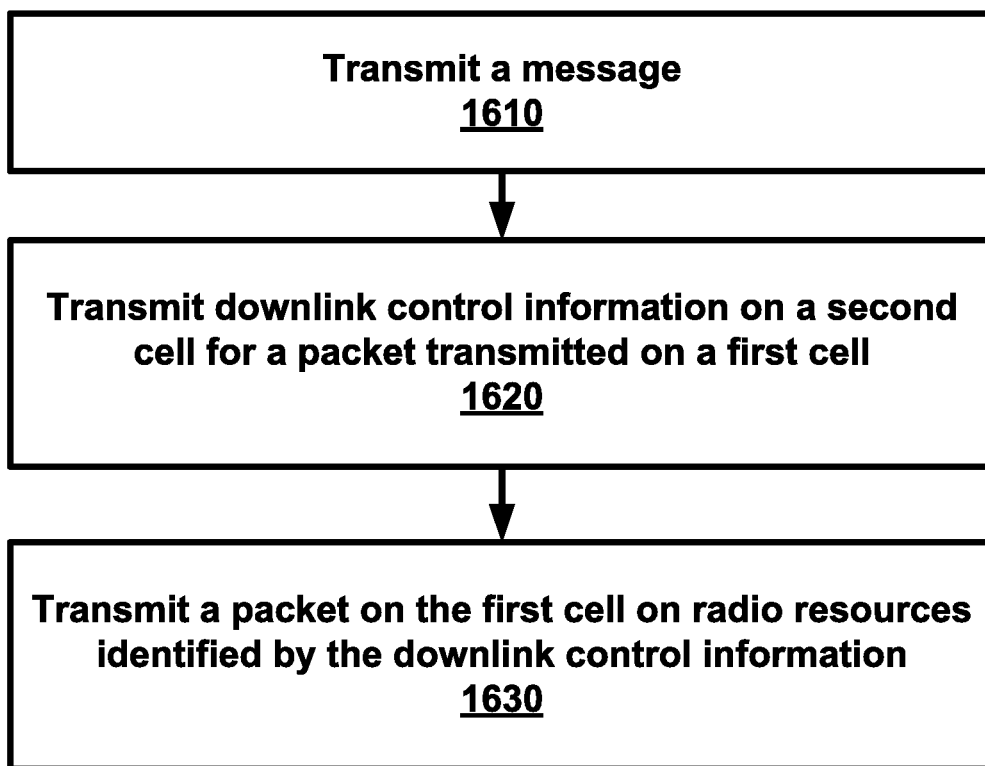 Transmit a message
1610
Transmit downlink control information on a second
cell for a packet transmitted on a first cell
1620
Transmit a packet on the first cell on radio resources
identified by the downlink control information
1630